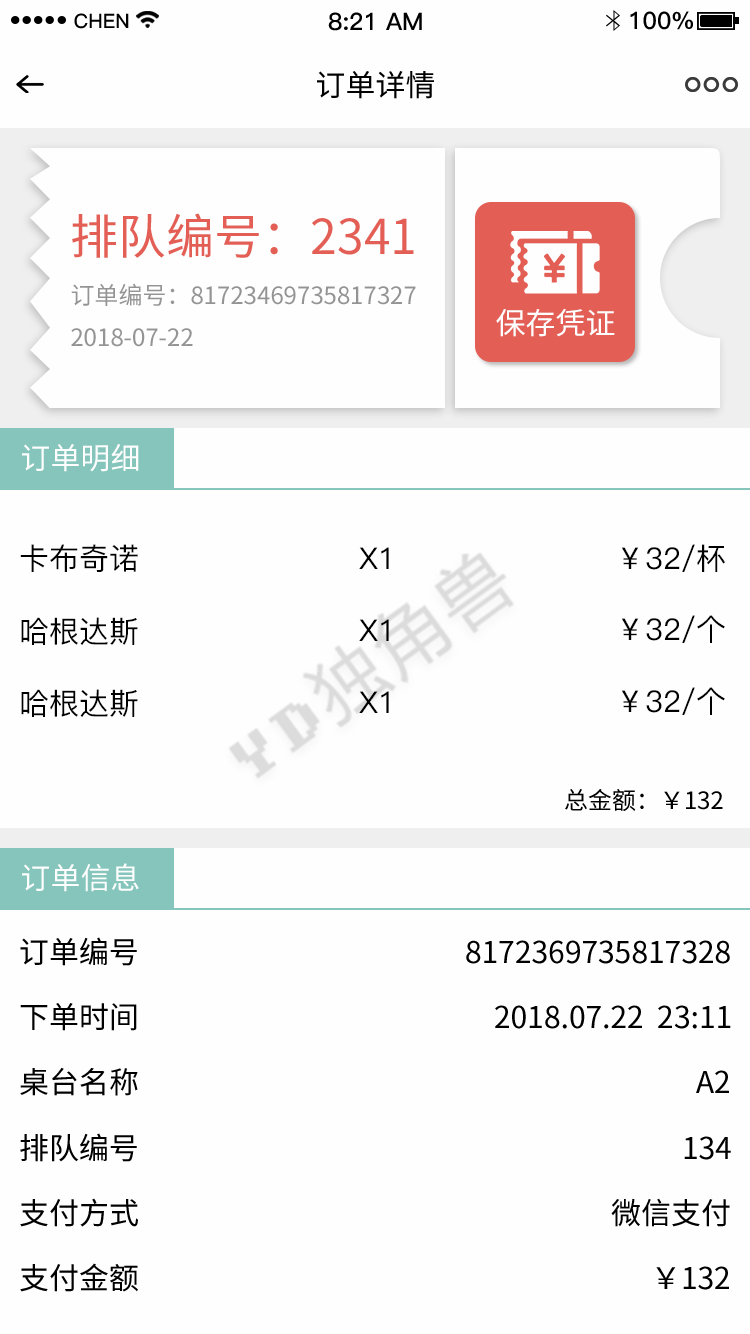 CHEN 8:21 AM 100%
订单详情
排队编号：2341
订单编号：81723469735817327
2018-07-22
¥
保存凭证
订单明细
卡布奇诺 X1 ￥32/杯
哈根达斯 X1 ￥32/个
哈根达斯 X1 ￥32/个
YD独角兽
总金额：￥132
订单信息
订单编号 8172369735817328
下单时间 2018.07.22 23:11
桌台名称 A2
排队编号 134
支付方式 微信支付
支付金额 ￥132